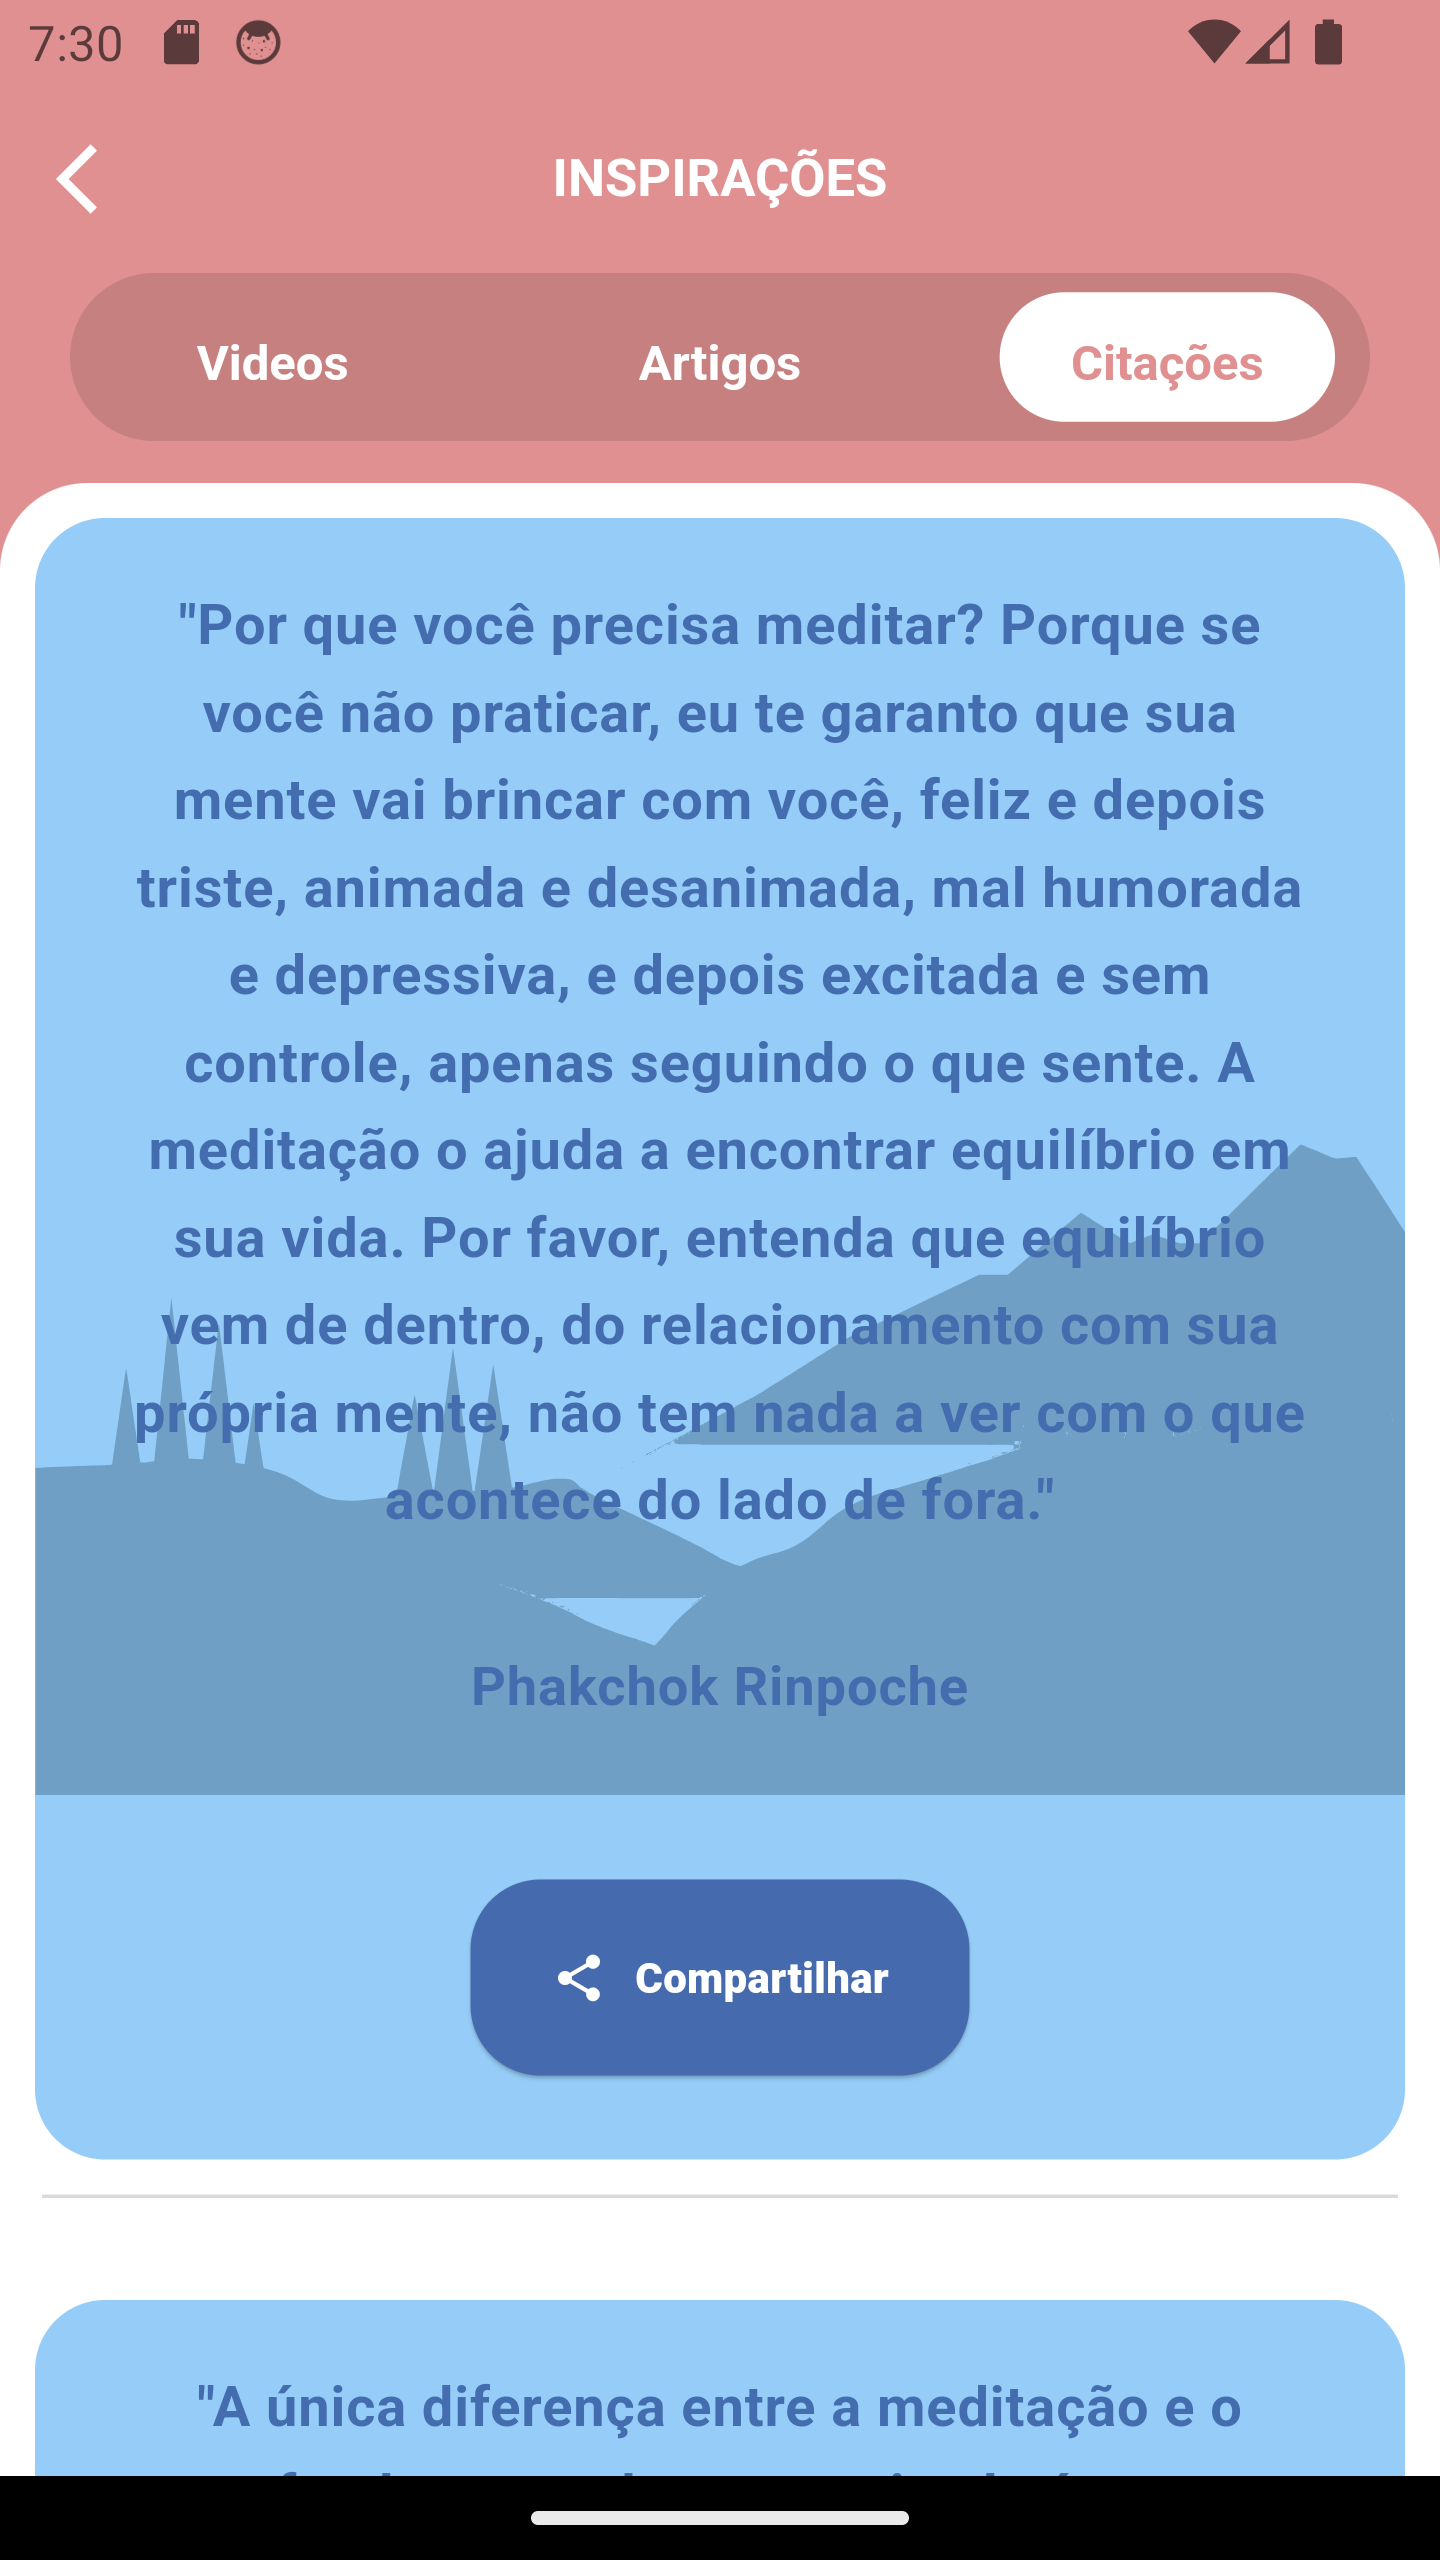 7:30
INSPIRAÇÕES
Videos
Artigos
Citações
"Por que você precisa meditar? Porque se
você não praticar, eu te garanto que sua
mente vai brincar com você, feliz e depois
triste, animada e desanimada, mal humorada
e depressiva, e depois excitada e sem
controle, apenas seguindo o que sente. A
meditação o ajuda a encontrar equilíbrio em
sua vida. Por favor, entenda que equilíbrio
vem de dentro, do relacionamento com sua
própria mente, não tem nada a ver com o que
acontece do lado de fora."
Phakchok Rinpoche
Compartilhar
"A única diferença entre a meditação e o